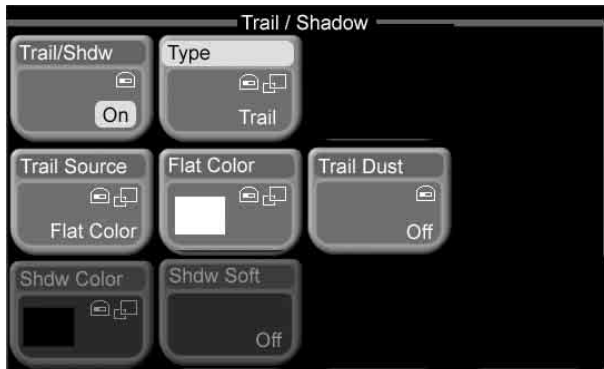 Trail / Shadow
Trail/Shdw
On
Type
Trail
Trail Source
Flat Color
Flat Color
Trail Dust
Off
Shdw Color
Shdw Soft
Off